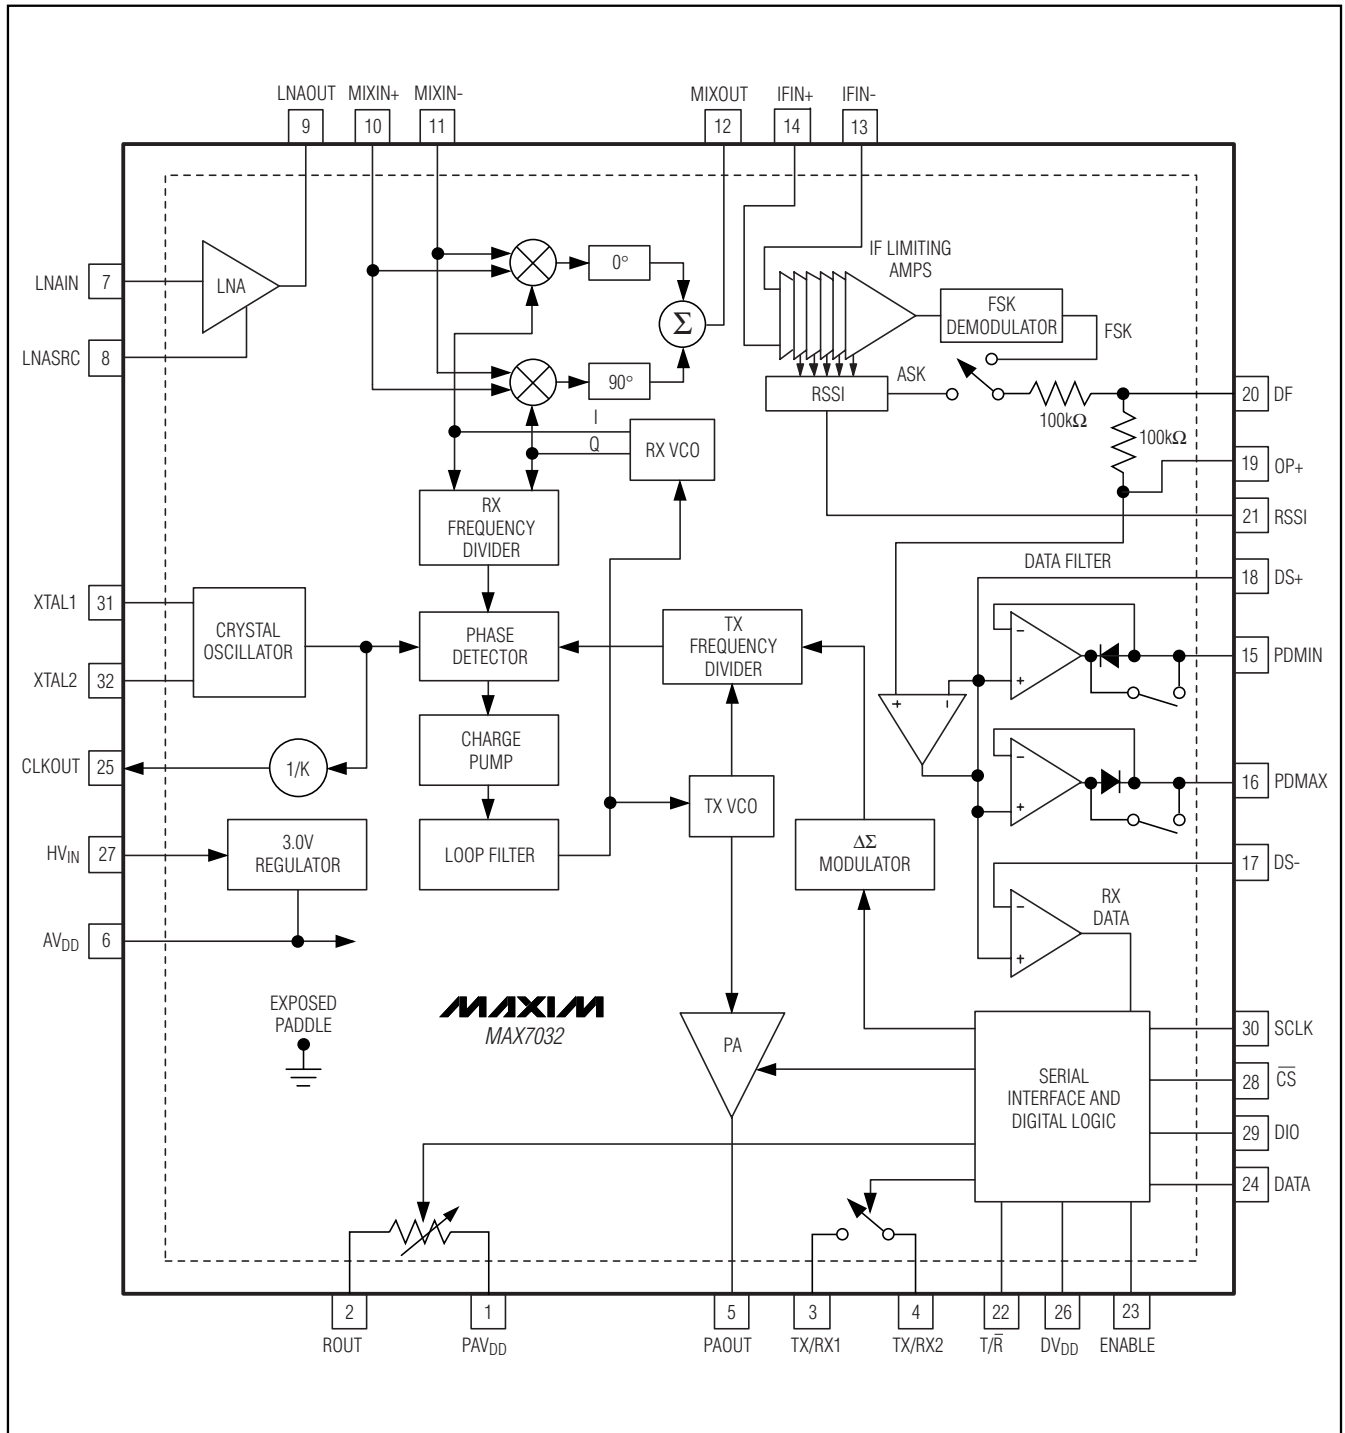 LNAOUT MIXIN+ MIXIN- MIXOUT IFIN+ IFIN-
9 10 11 12 14 13
LNAIN 7
LNA
LNASRC 8
0°
Σ
90°
I
Q
RX VCO
IF LIMITING
AMPS
FSK
DEMODULATOR
FSK
ASK
RSSI
100kΩ
100kΩ
20 DF
19 OP+
21 RSSI
RX
FREQUENCY
DIVIDER
DATA FILTER
18 DS+
XTAL1 31
CRYSTAL
OSCILLATOR
XTAL2 32
PHASE
DETECTOR
TX
FREQUENCY
DIVIDER
-
+
+ -
15 PDMIN
CLKOUT 25
1/K
CHARGE
PUMP
TX VCO
-
+
16 PDMAX
HVIN 27
3.0V
REGULATOR
LOOP FILTER
ΔΣ
MODULATOR
17 DS-
-
+
RX
DATA
AVDD 6
EXPOSED
PADDLE
MAXIM
MAX7032
PA
SERIAL
INTERFACE AND
DIGITAL LOGIC
30 SCLK
28 C̅S̅
29 DIO
24 DATA
2 1 5 3 4 22 26 23
ROUT PAVDD PAOUT TX/RX1 TX/RX2 T/R̅ DVDD ENABLE